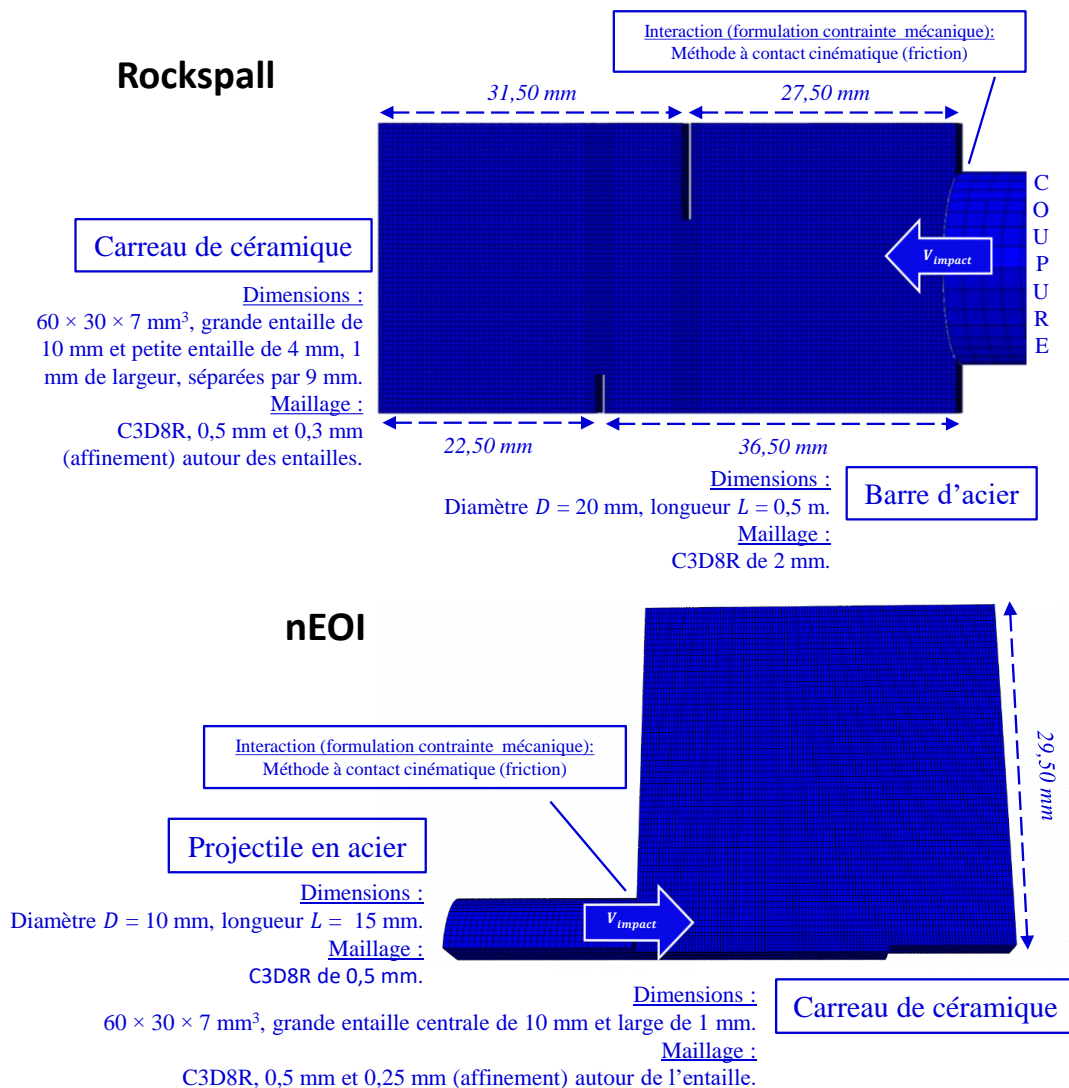 Rockspall
Interaction (formulation contrainte mécanique):
Méthode à contact cinématique (friction)
31,50 mm
27,50 mm
COUPURE
V_impact
Carreau de céramique
Dimensions :
60 × 30 × 7 mm³, grande entaille de
10 mm et petite entaille de 4 mm, 1
mm de largeur, séparées par 9 mm.
Maillage :
C3D8R, 0,5 mm et 0,3 mm
(affinement) autour des entailles.
22,50 mm
36,50 mm
Dimensions :
Diamètre D = 20 mm, longueur L = 0,5 m.
Maillage :
C3D8R de 2 mm.
Barre d’acier
nEOI
Interaction (formulation contrainte mécanique):
Méthode à contact cinématique (friction)
29,50 mm
Projectile en acier
Dimensions :
Diamètre D = 10 mm, longueur L = 15 mm.
Maillage :
C3D8R de 0,5 mm.
V_impact
Dimensions :
60 × 30 × 7 mm³, grande entaille centrale de 10 mm et large de 1 mm.
Maillage :
C3D8R, 0,5 mm et 0,25 mm (affinement) autour de l’entaille.
Carreau de céramique